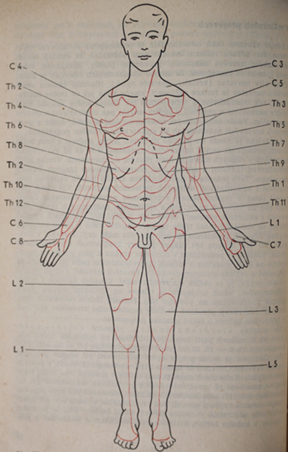 C 4
Th 2
Th 4
Th 6
Th 8
Th 2
Th 10
Th 12
C 6
C 8
L 2
L 1
C 3
C 5
Th 3
Th 5
Th 7
Th 9
Th 1
Th 11
L 1
C 7
L 3
L 5